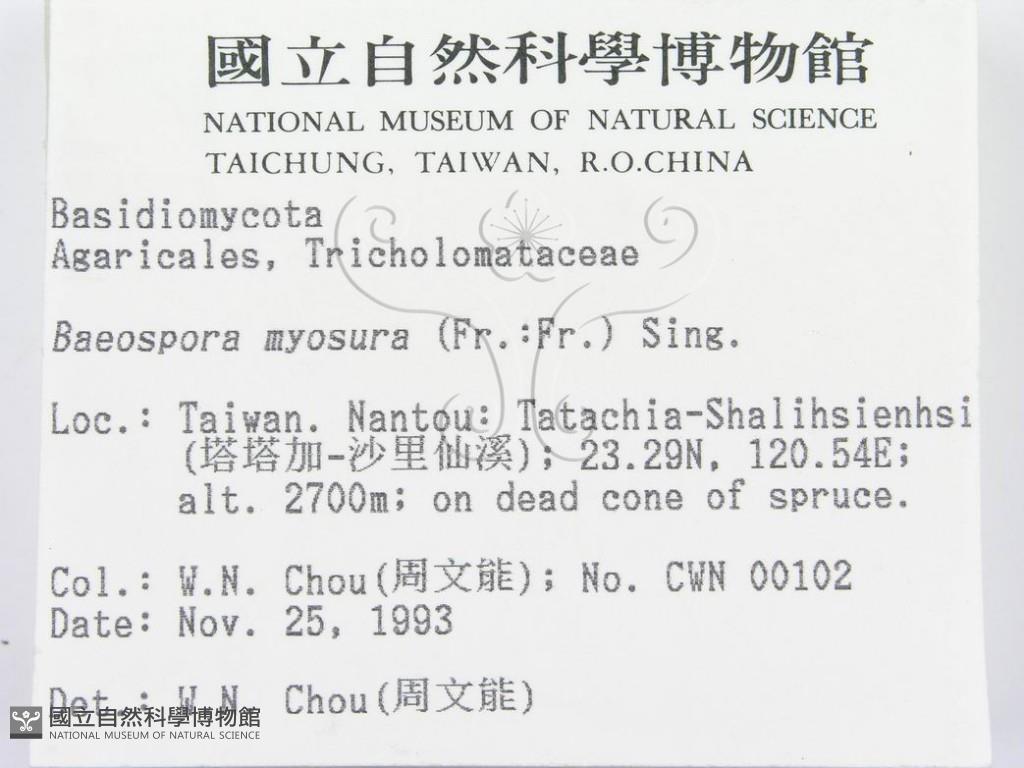 國立自然科學博物館
NATIONAL MUSEUM OF NATURAL SCIENCE
TAICHUNG, TAIWAN, R.O.CHINA
Basidiomycota
Agaricales, Tricholomataceae
Baeospora myosura (Fr.:Fr.) Sing.
Loc.: Taiwan. Nantou: Tatachia-Shalihsienhsi
(塔塔加-沙里仙溪); 23.29N, 120.54E;
alt. 2700m; on dead cone of spruce.
Col.: W.N. Chou(周文能); No. CWN 00102
Date: Nov. 25, 1993
Det.: W.N. Chou(周文能)
國立自然科學博物館
NATIONAL MUSEUM OF NATURAL SCIENCE